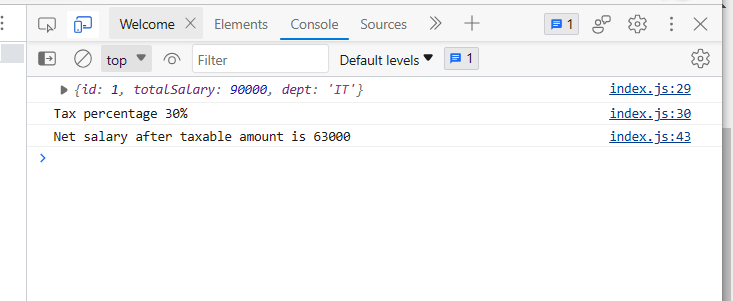 Welcome Elements Console Sources 1
top Filter Default levels 1
{id: 1, totalSalary: 90000, dept: 'IT'} index.js:29
Tax percentage 30% index.js:30
Net salary after taxable amount is 63000 index.js:43